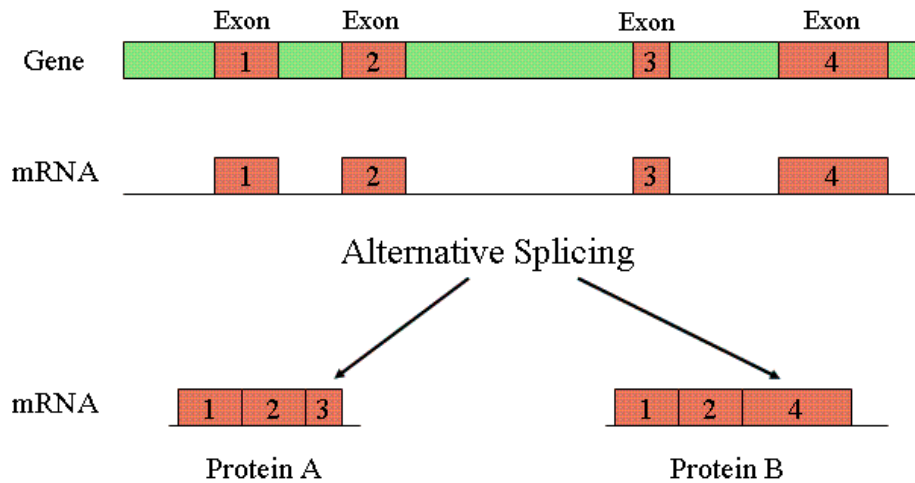 Exon Exon Exon Exon
Gene 1 2 3 4
mRNA 1 2 3 4
Alternative Splicing
mRNA 1 2 3 1 2 4
Protein A Protein B